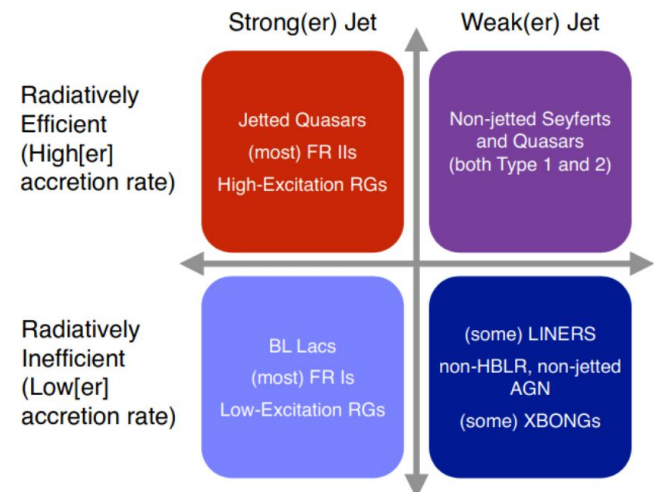 Strong(er) Jet
Weak(er) Jet
Radiatively
Efficient
(High[er]
accretion rate)
Jetted Quasars
(most) FR IIs
High-Excitation RGs
Non-jetted Seyferts
and Quasars
(both Type 1 and 2)
Radiatively
Inefficient
(Low[er]
accretion rate)
BL Lacs
(most) FR Is
Low-Excitation RGs
(some) LINERS
non-HBLR, non-jetted
AGN
(some) XBONGs